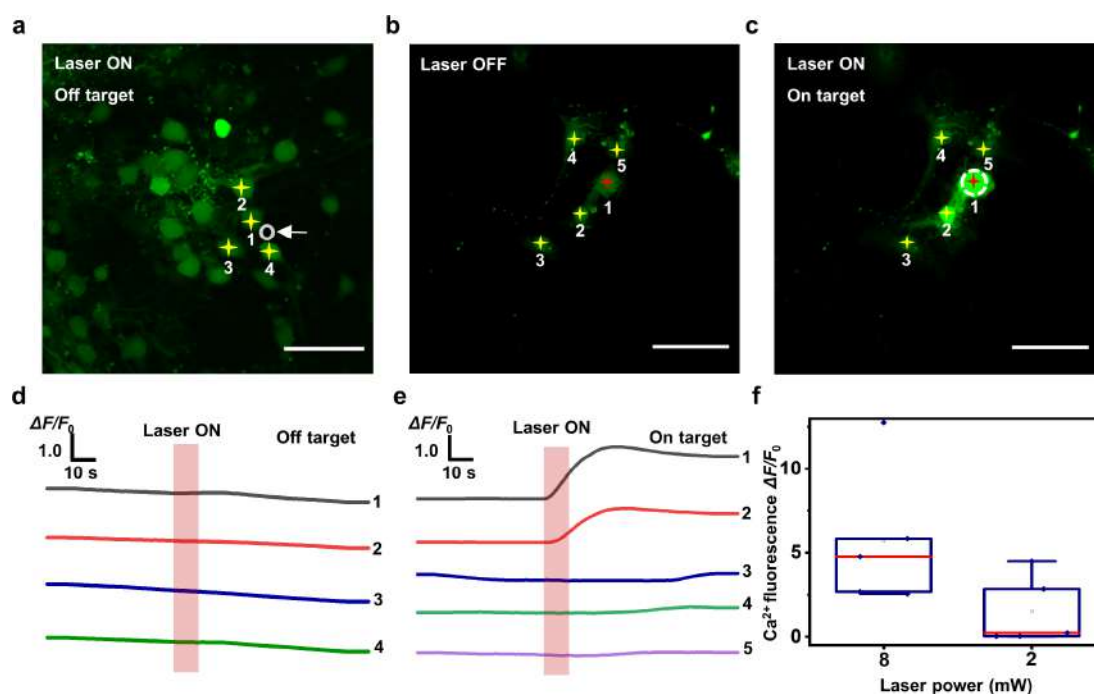 a
Laser ON
Off target
2
1
3
4
b
Laser OFF
4
5
1
2
3
c
Laser ON
On target
4
5
1
2
3
d
ΔF/F₀
1.0
10 s
Laser ON
Off target
1
2
3
4
e
ΔF/F₀
1.0
10 s
Laser ON
On target
1
2
3
4
5
f
Ca²⁺ fluorescence ΔF/F₀
10
5
0
8
2
Laser power (mW)